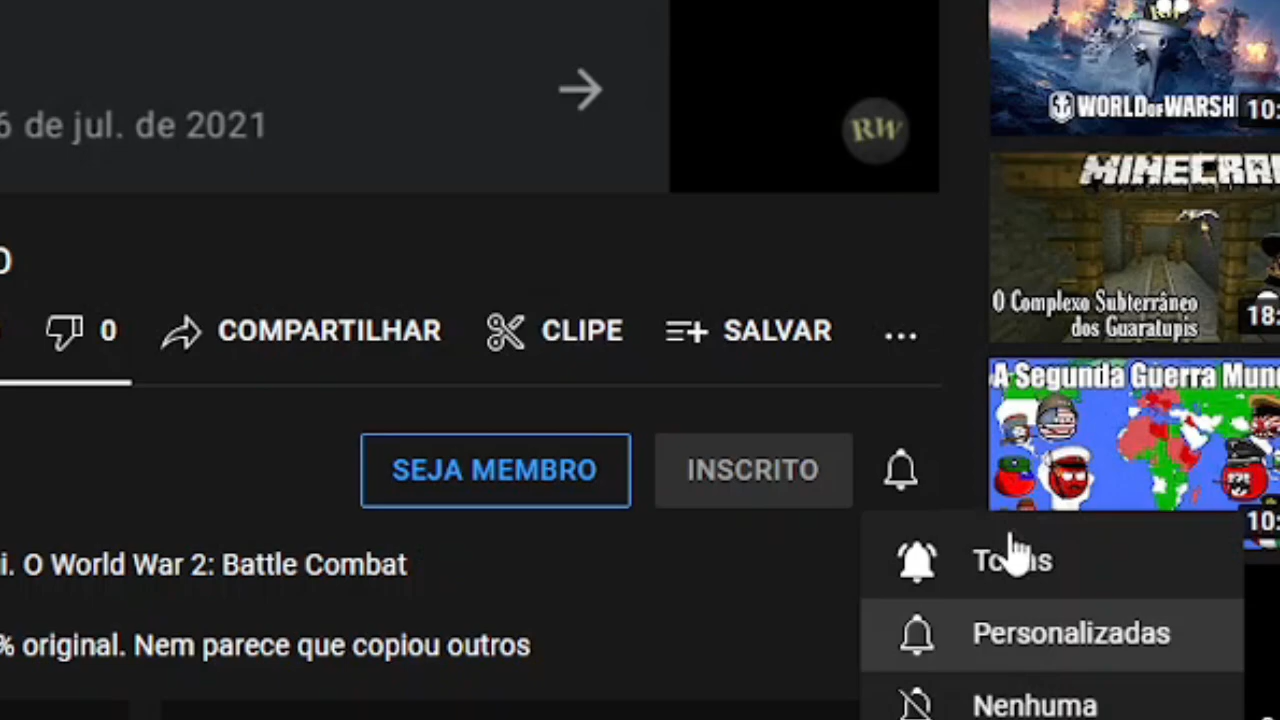 6 de jul. de 2021
RW
WORLD OF WARSH
10:
MINECRA
O Complexo Subterrâneo
dos Guaratupis
18:
0
COMPARTILHAR
CLIPE
SALVAR
A Segunda Guerra Mun
10:
SEJA MEMBRO
INSCRITO
i. O World War 2: Battle Combat
Todas
% original. Nem parece que copiou outros
Personalizadas
Nenhuma